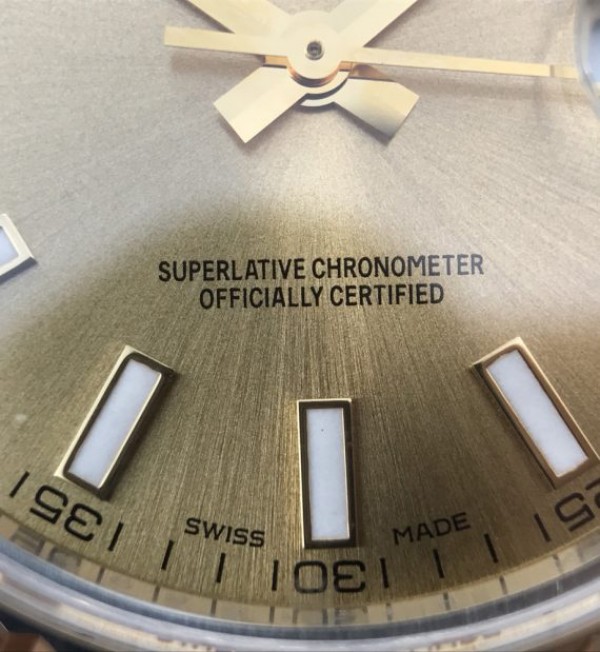 SUPERLATIVE CHRONOMETER
OFFICIALLY CERTIFIED
35
SWISS
MADE
30
25